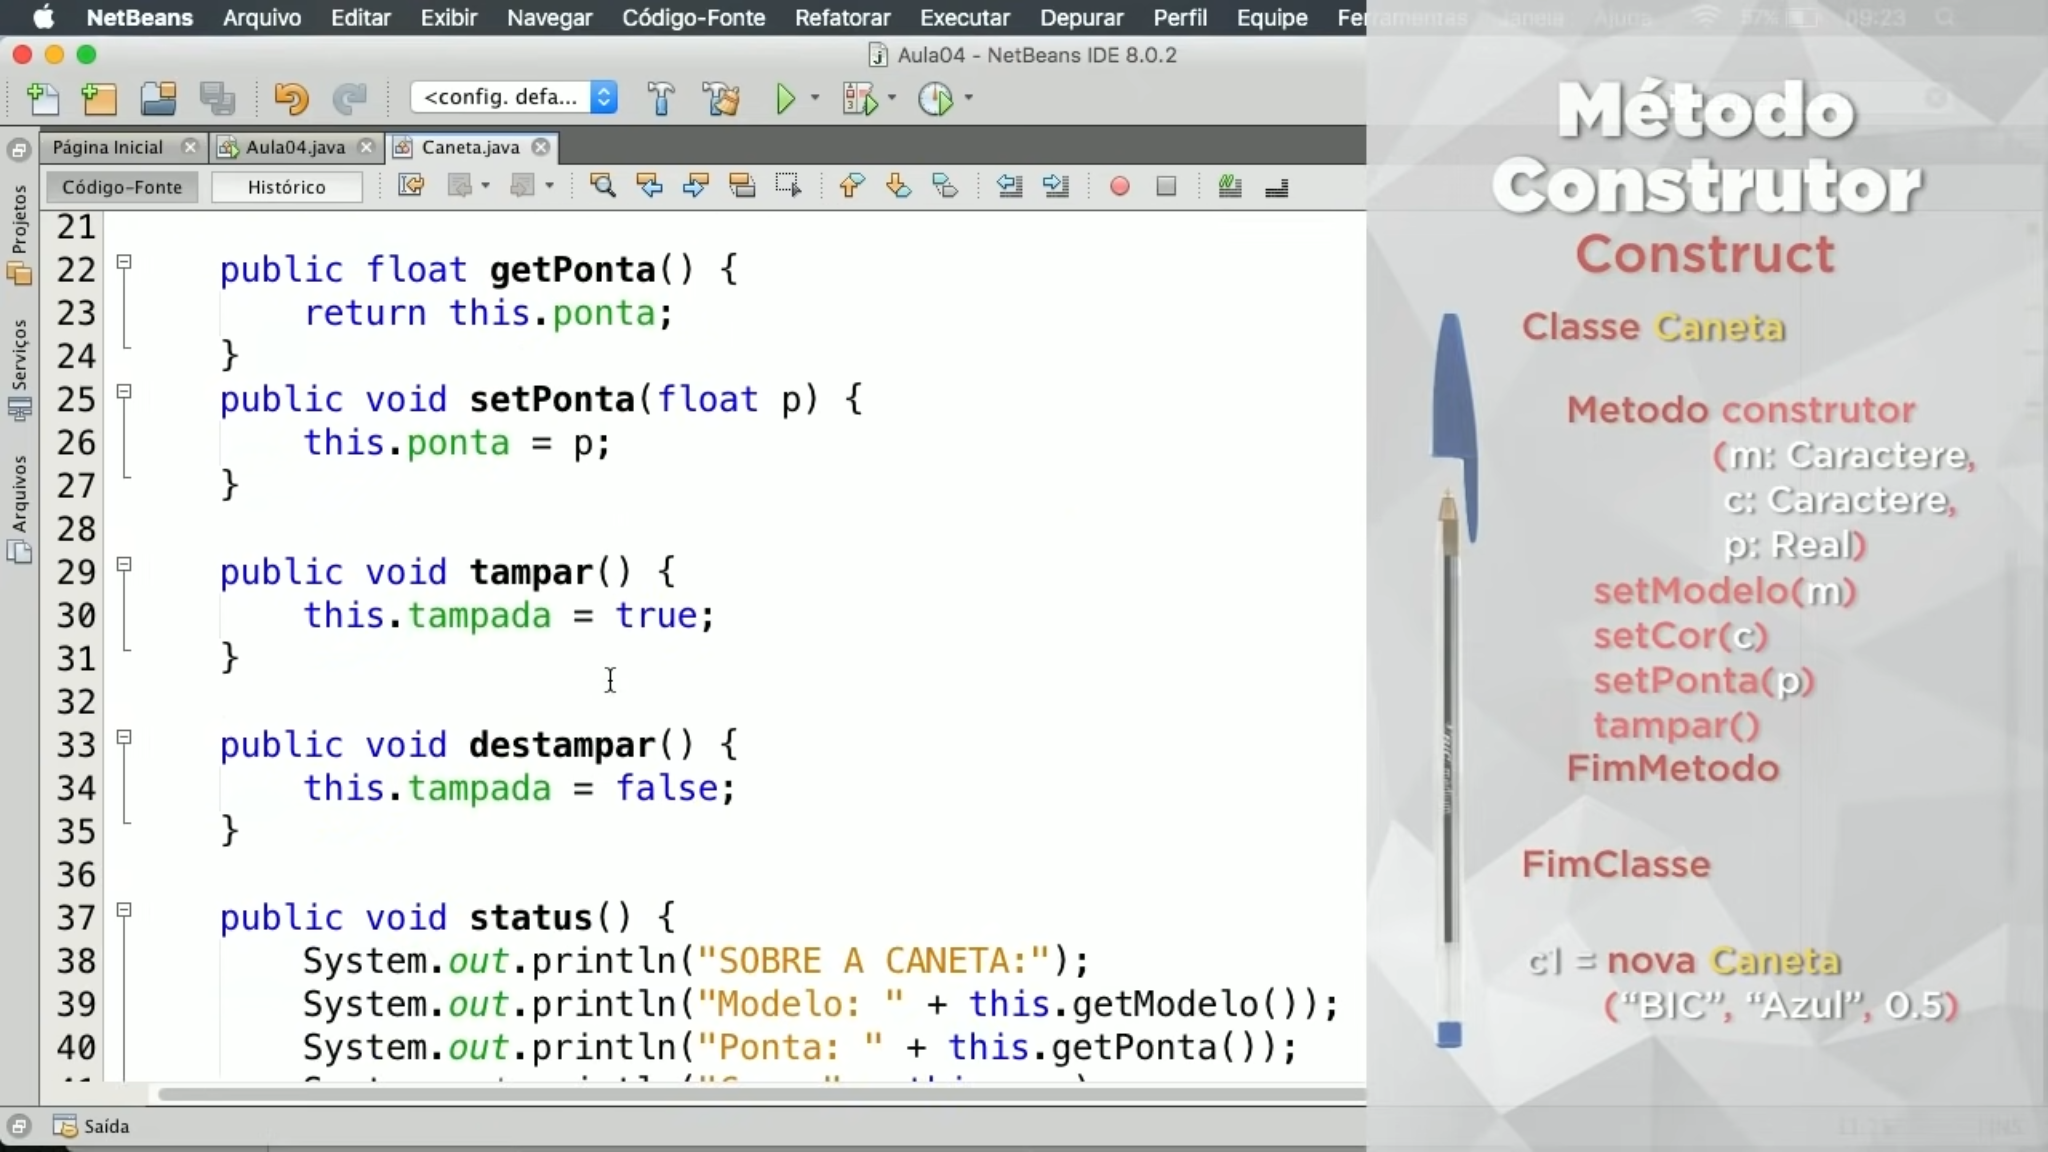 NetBeans Arquivo Editar Exibir Navegar Código-Fonte Refatorar Executar Depurar Perfil Equipe Ferramentas Janela Ajuda 57% 09:23
Aula04 - NetBeans IDE 8.0.2
<config. defa...
Página Inicial Aula04.java Caneta.java
Código-Fonte Histórico
Projetos
Serviços
Arquivos
21
22 public float getPonta() {
23 return this.ponta;
24 }
25 public void setPonta(float p) {
26 this.ponta = p;
27 }
28
29 public void tampar() {
30 this.tampada = true;
31 }
32
33 public void destampar() {
34 this.tampada = false;
35 }
36
37 public void status() {
38 System.out.println("SOBRE A CANETA:");
39 System.out.println("Modelo: " + this.getModelo());
40 System.out.println("Ponta: " + this.getPonta());
Saída
Método
Construtor
Construct
Classe Caneta
Metodo construtor
(m: Caractere,
c: Caractere,
p: Real)
setModelo(m)
setCor(c)
setPonta(p)
tampar()
FimMetodo
FimClasse
c1 = nova Caneta
(“BIC”, “Azul”, 0.5)